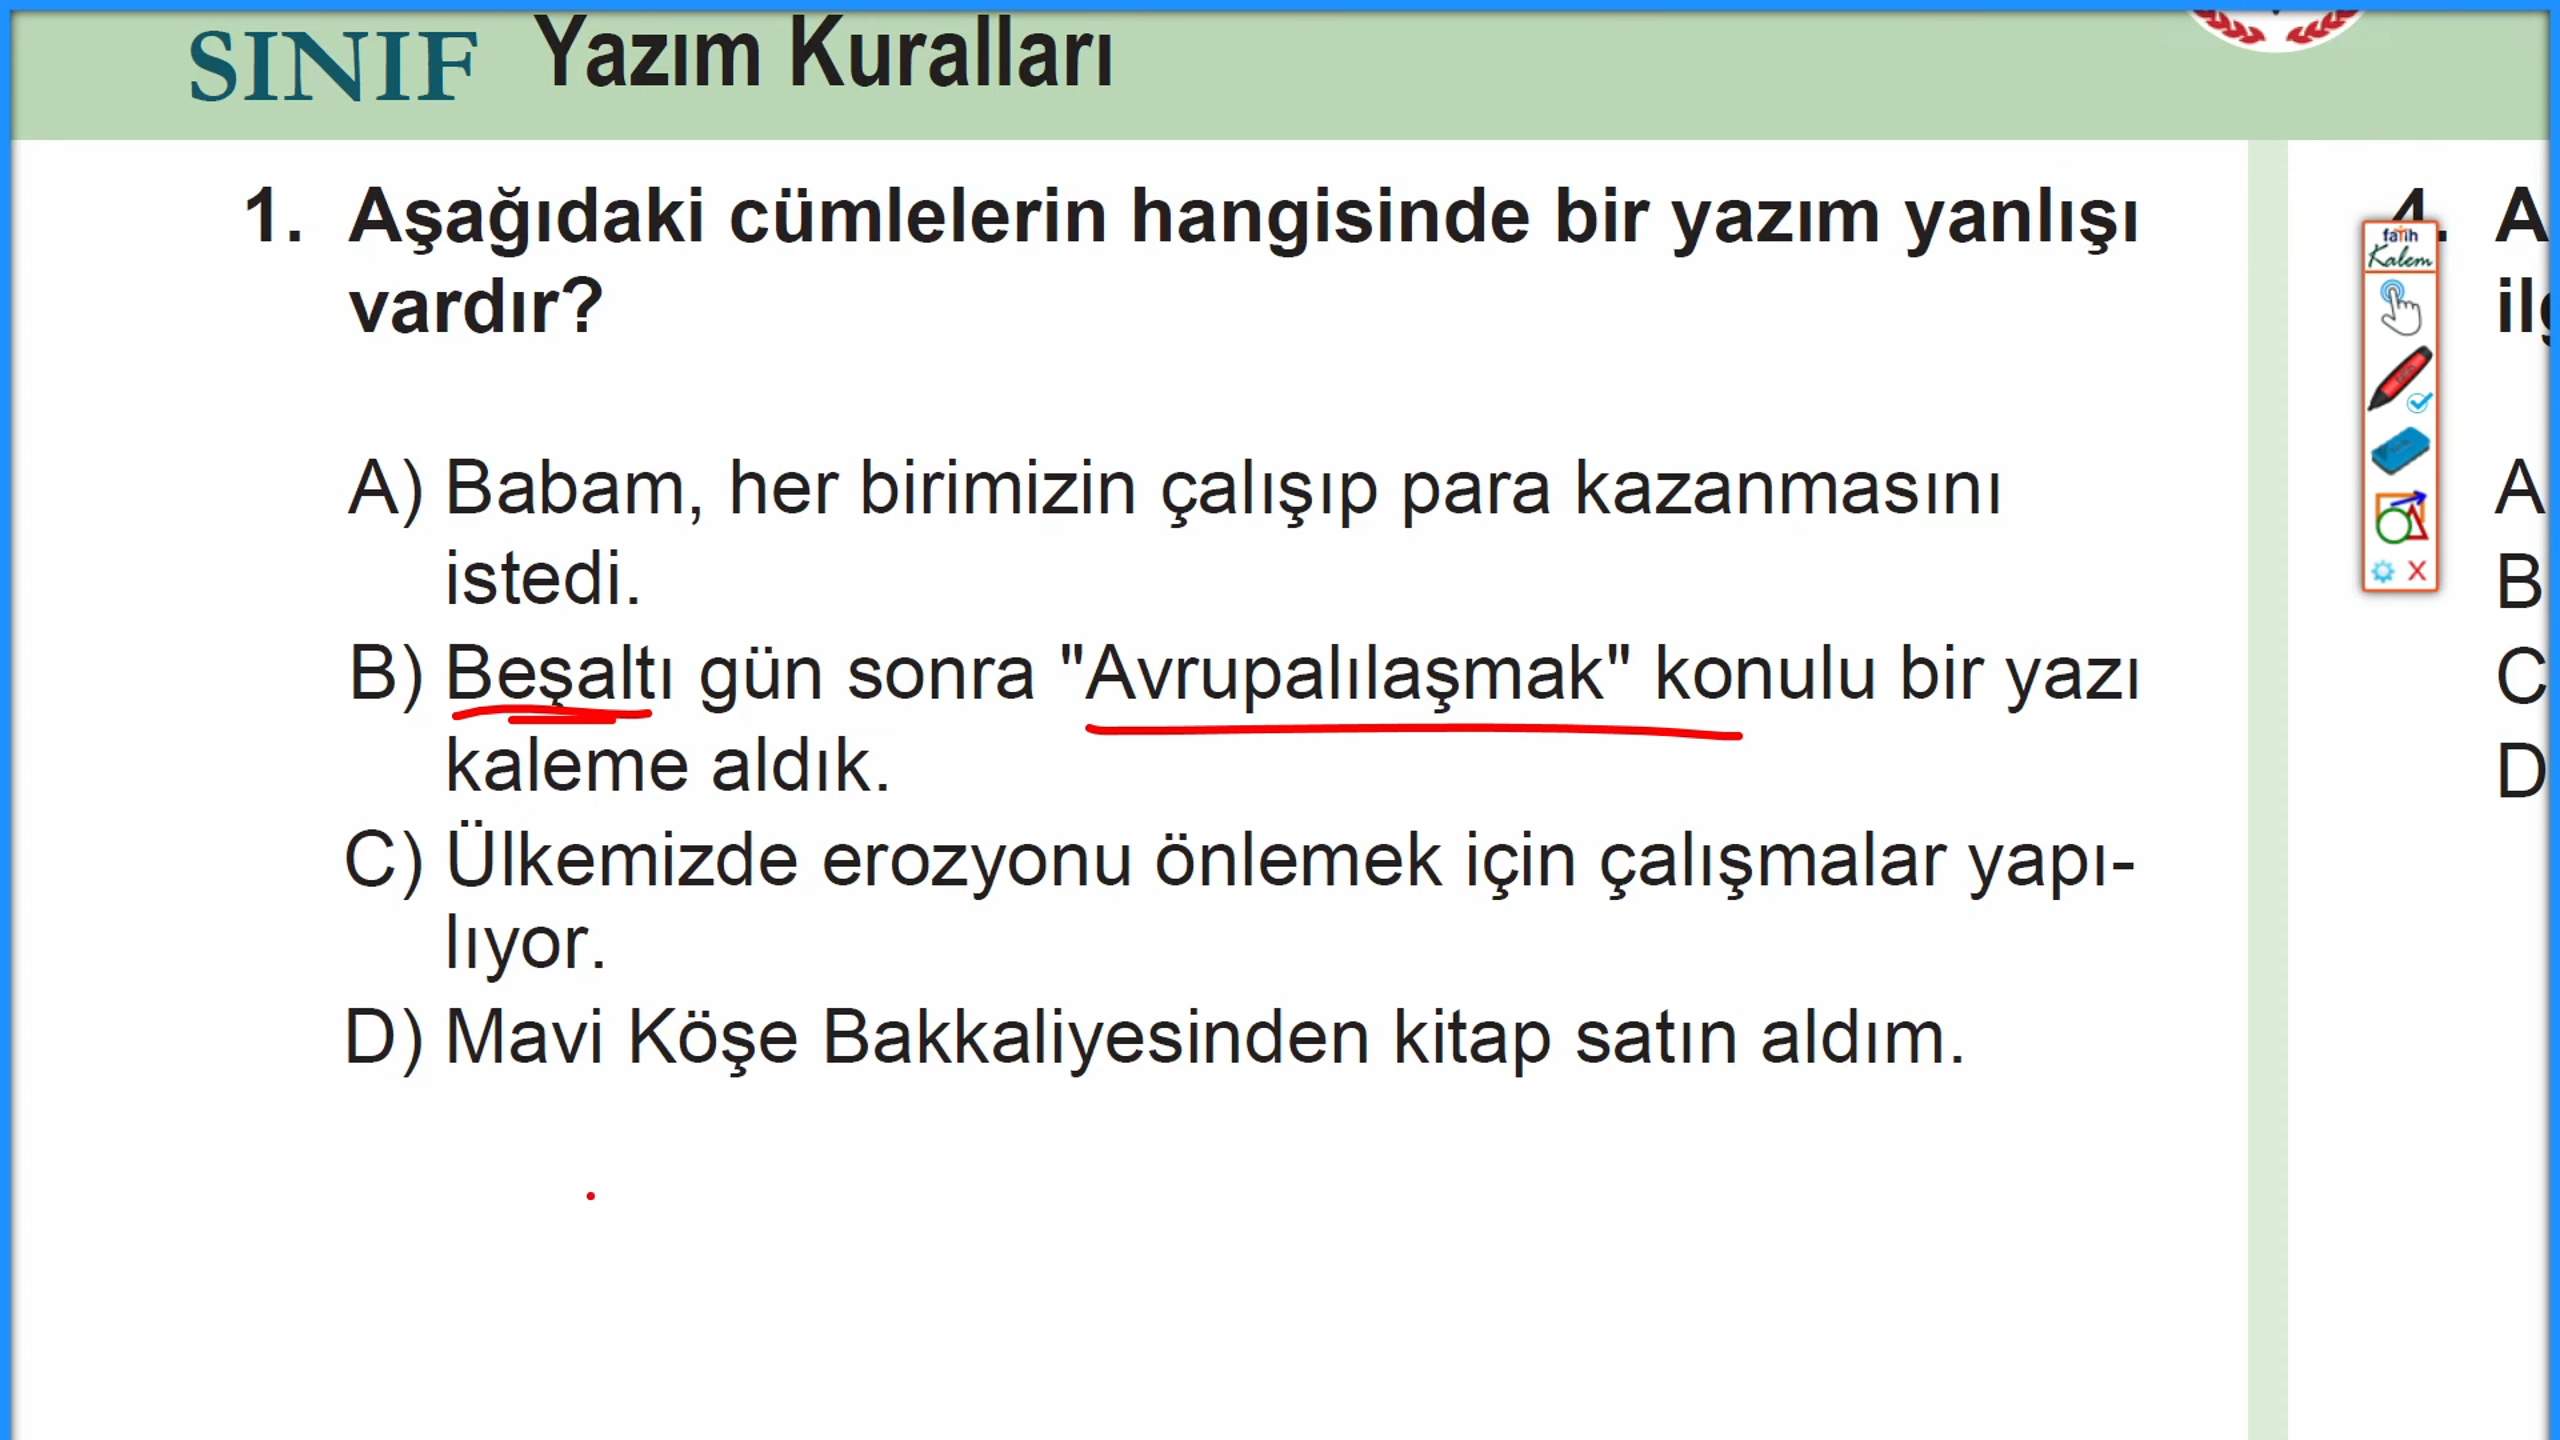 SINIF Yazım Kuralları
1. Aşağıdaki cümlelerin hangisinde bir yazım yanlışı
vardır?
A) Babam, her birimizin çalışıp para kazanmasını
istedi.
B) Beşaltı gün sonra "Avrupalılaşmak" konulu bir yazı
kaleme aldık.
C) Ülkemizde erozyonu önlemek için çalışmalar yapı-
lıyor.
D) Mavi Köşe Bakkaliyesinden kitap satın aldım.
4. A
A
B
C
D
fatih
Kalem